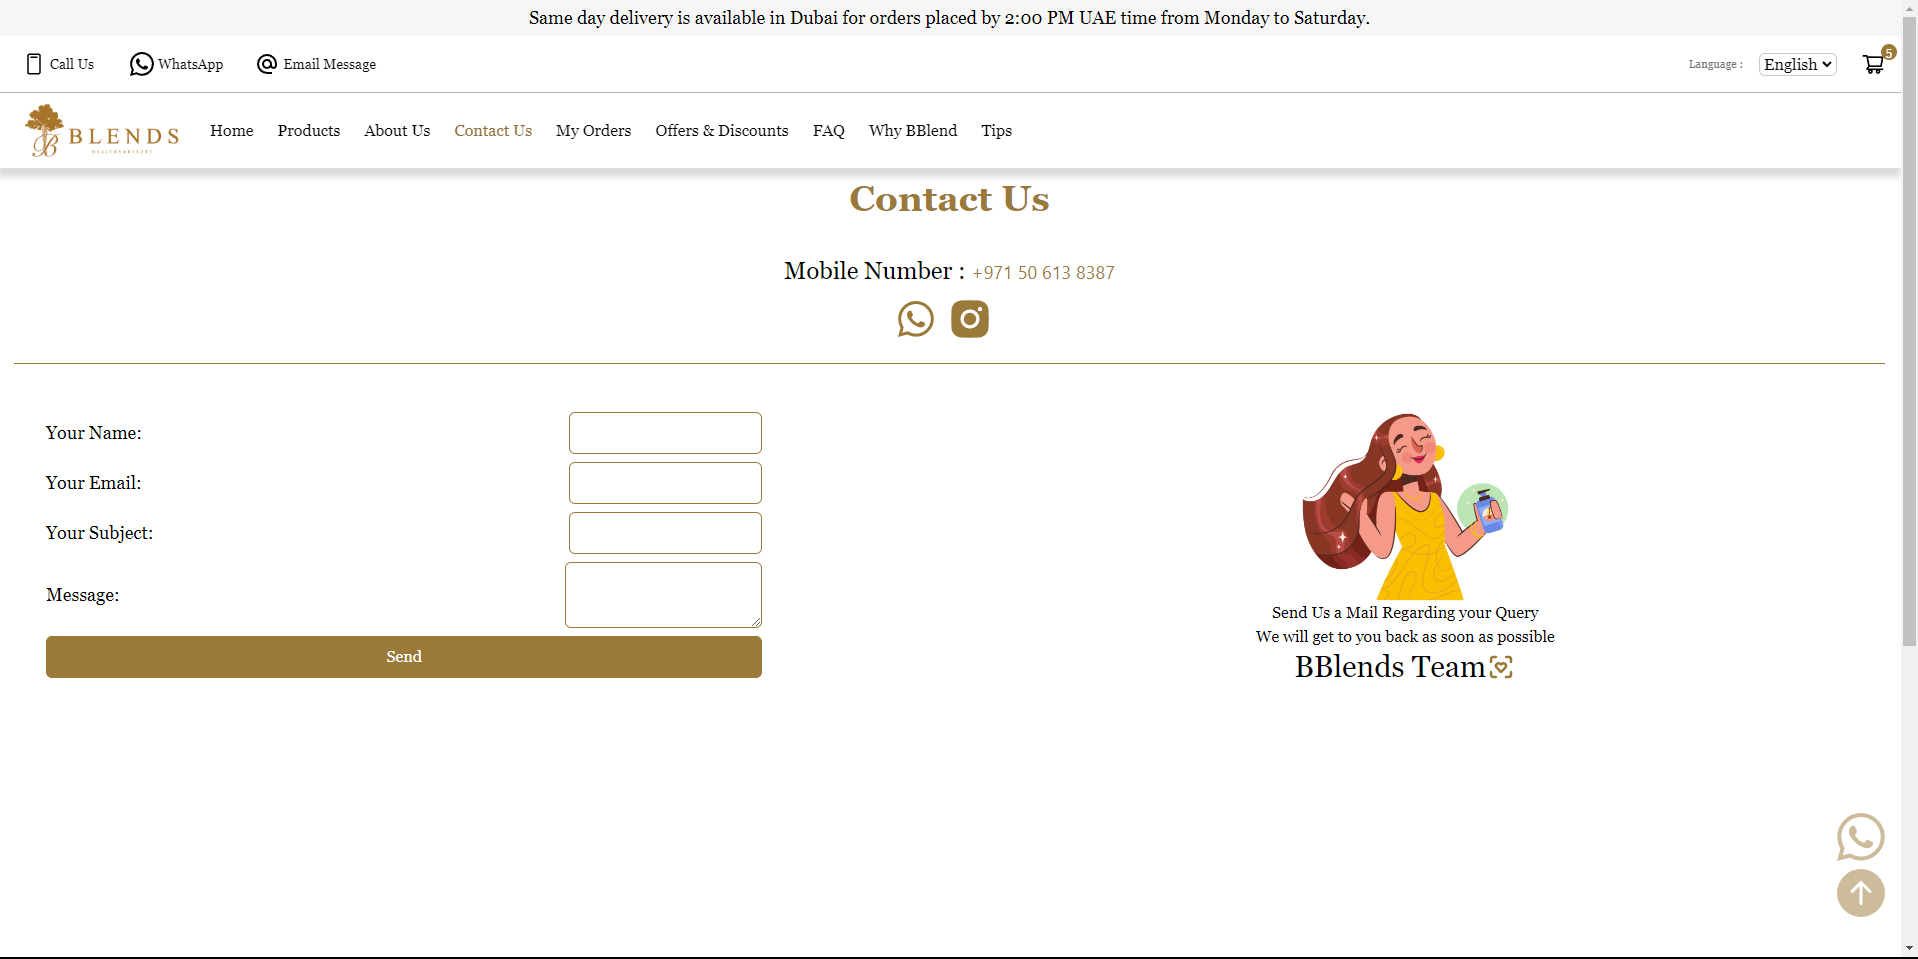 Same day delivery is available in Dubai for orders placed by 2:00 PM UAE time from Monday to Saturday.
Call Us WhatsApp Email Message Language : English 5
B BLENDS
Home Products About Us Contact Us My Orders Offers & Discounts FAQ Why BBlend Tips
Contact Us
Mobile Number : +971 50 613 8387
Your Name:
Your Email:
Your Subject:
Message:
Send
Send Us a Mail Regarding your Query
We will get to you back as soon as possible
BBlends Team